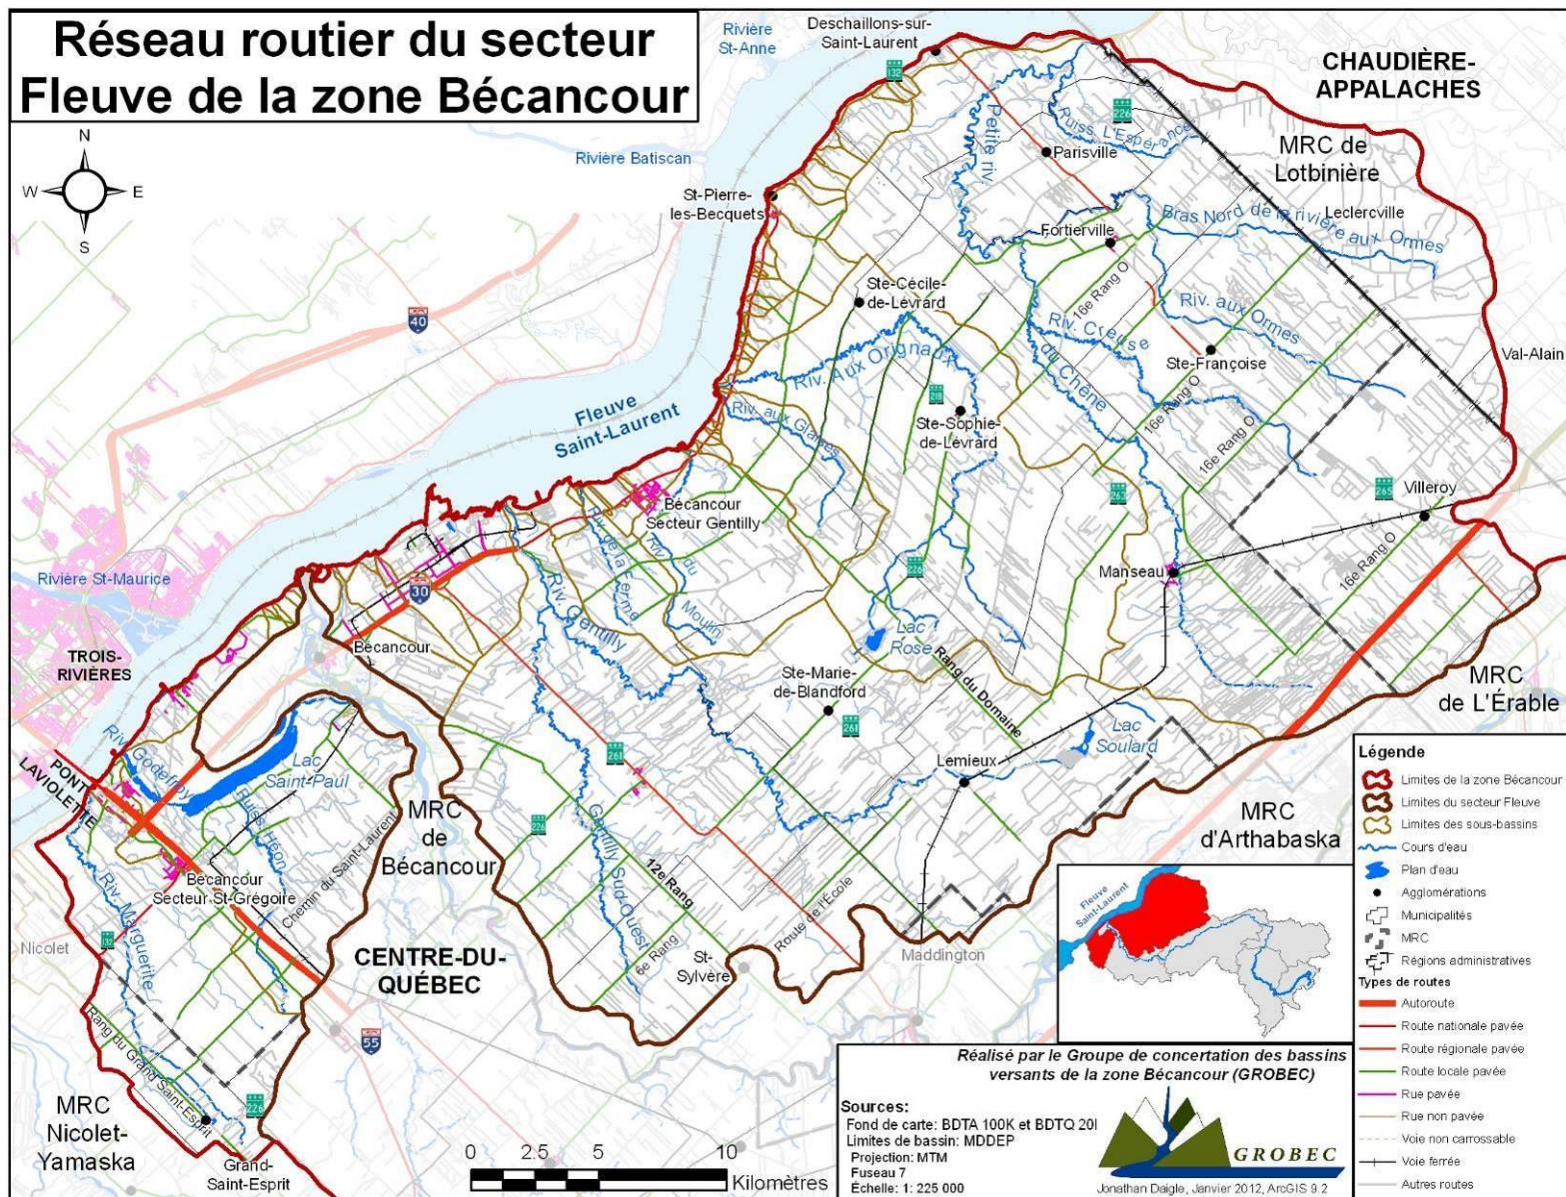 Réseau routier du secteur
Fleuve de la zone Bécancour
N
W
E
S
Rivière
St-Anne
Deschaillons-sur-
Saint-Laurent
132
CHAUDIÈRE-
APPALACHES
226
Petite riv.
Ruiss. L'Espérance
Parisville
MRC de
Lotbinière
Rivière Batiscan
St-Pierre-
les-Becquets
Leclercville
Bras Nord de la rivière aux Ormes
Fortierville
16e Rang O
Ste-Cécile-
de-Lévrard
Riv. aux Ormes
40
Riv. Creuse
Ste-Françoise
Val-Alain
Riv. Aux Orignaux
du Chêne
Fleuve
Saint-Laurent
218
Riv. aux Glaises
Ste-Sophie-
de-Lévrard
16e Rang O
16e Rang O
Bécancour
Secteur Gentilly
263
265
Villeroy
Riv. de la Ferme
Riv. du
Moulin
Rivière St-Maurice
30
226
Manseau
16e Rang O
Riv. Gentilly
Lac
Rose
Bécancour
TROIS-
RIVIÈRES
Ste-Marie-
de-Blandford
Rang du Domaine
MRC
de L'Érable
261
261
Lac
Soulard
Riv. Godefroy
Lac
Saint-Paul
Lemieux
PONT
LAVIOLETTE
Ruiss. Héon
MRC
de
Bécancour
226
Gentilly Sud-Ouest
MRC
d'Arthabaska
Chemin du Saint-Laurent
Bécancour
Secteur St-Grégoire
12e Rang
Route de l'École
Nicolet
132
Riv. Marguerite
CENTRE-DU-
QUÉBEC
6e Rang
St-
Sylvère
Maddington
55
Rang du Grand Saint-Esprit
226
MRC
Nicolet-
Yamaska
Grand-
Saint-Esprit
0 2.5 5 10
Kilomètres
Légende
Limites de la zone Bécancour
Limites du secteur Fleuve
Limites des sous-bassins
Cours d'eau
Plan d'eau
Agglomérations
Municipalités
MRC
Régions administratives
Types de routes
Autoroute
Route nationale pavée
Route régionale pavée
Route locale pavée
Rue pavée
Rue non pavée
Voie non carrossable
Voie ferrée
Autres routes
Fleuve
Saint-Laurent
Réalisé par le Groupe de concertation des bassins
versants de la zone Bécancour (GROBEC)
Sources:
Fond de carte: BDTA 100K et BDTQ 20
Limites de bassin: MDDEP
Projection: MTM
Fuseau 7
Échelle: 1: 225 000
GROBEC
Jonathan Daigle, Janvier 2012, ArcGIS 9.2